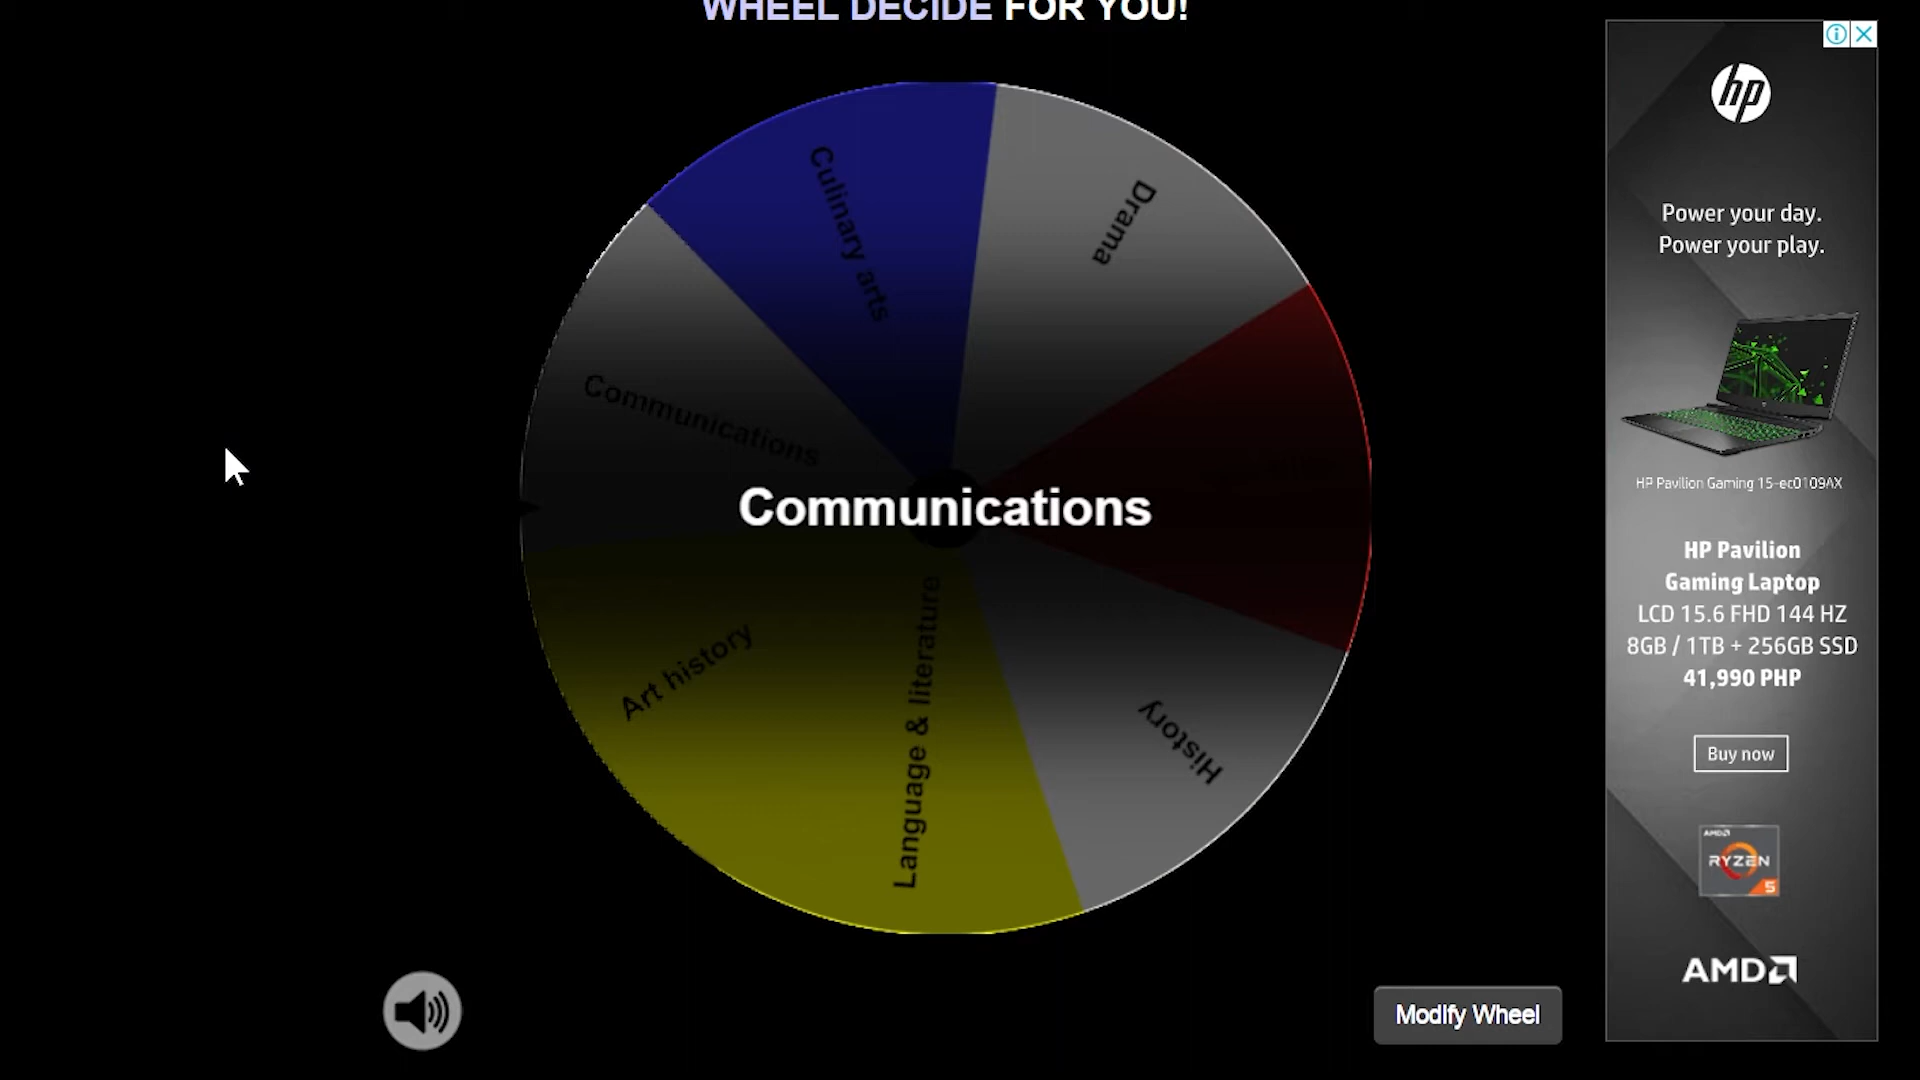 WHEEL DECIDE FOR YOU!
Culinary arts
Drama
Communications
Communications
Art history
Language & literature
History
Modify Wheel
hp
Power your day.
Power your play.
HP Pavilion Gaming 15-ec0109AX
HP Pavilion
Gaming Laptop
LCD 15.6 FHD 144 HZ
8GB / 1TB + 256GB SSD
41,990 PHP
Buy now
AMD
RYZEN
5
AMD